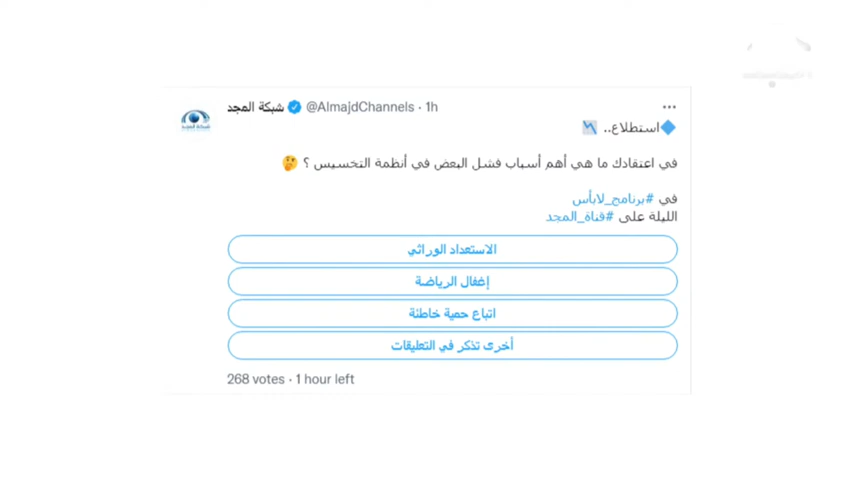 شبكة المجد @AlmajdChannels · 1h
استطلاع..
في اعتقادك ما هي أهم أسباب فشل البعض في أنظمة التخسيس ؟
في #برنامج_لابأس
الليلة على #قناة_المجد
الاستعداد الوراثي
إغفال الرياضة
اتباع حمية خاطئة
أخرى تذكر في التعليقات
268 votes · 1 hour left